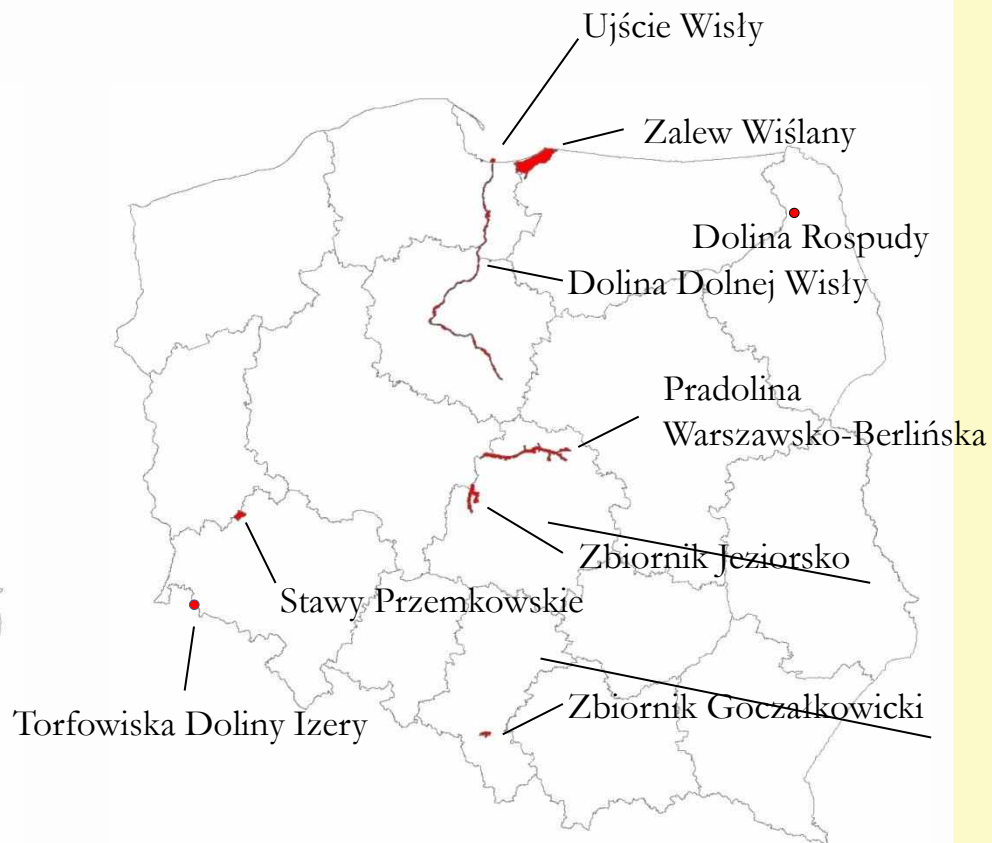 Ujście Wisły
Zalew Wiślany
Dolina Rospudy
Dolina Dolnej Wisły
Pradolina
Warszawsko-Berlińska
Zbiornik Jeziorsko
Stawy Przemkowskie
Zbiornik Goczałkowicki
Torfowiska Doliny Izery